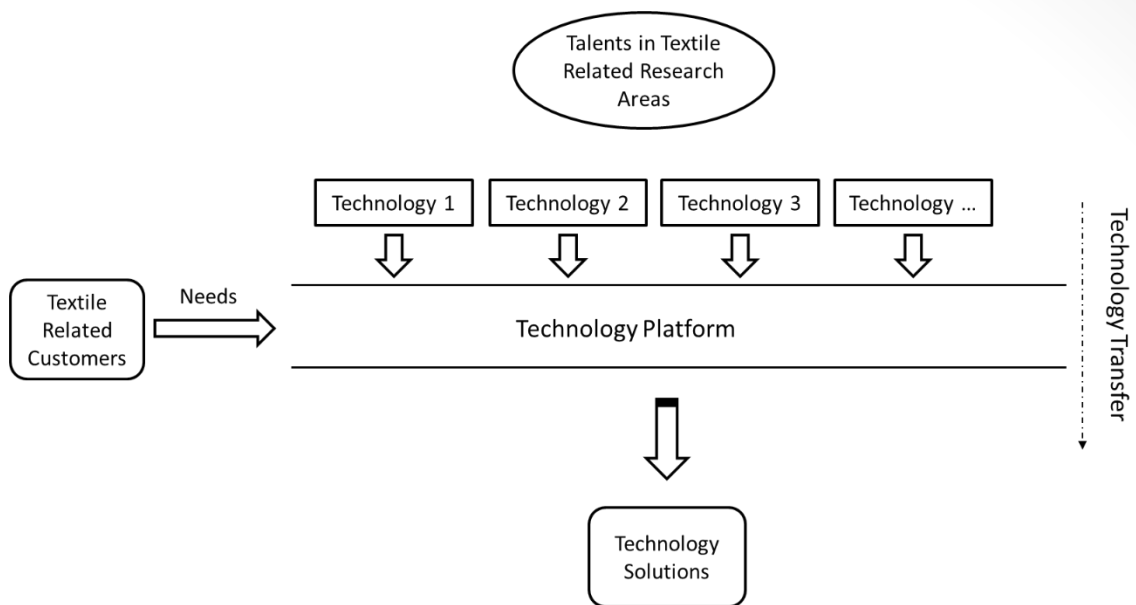 Talents in Textile
Related Research
Areas
Technology 1
Technology 2
Technology 3
Technology ...
Technology Transfer
Textile
Related
Customers
Needs
Technology Platform
Technology
Solutions